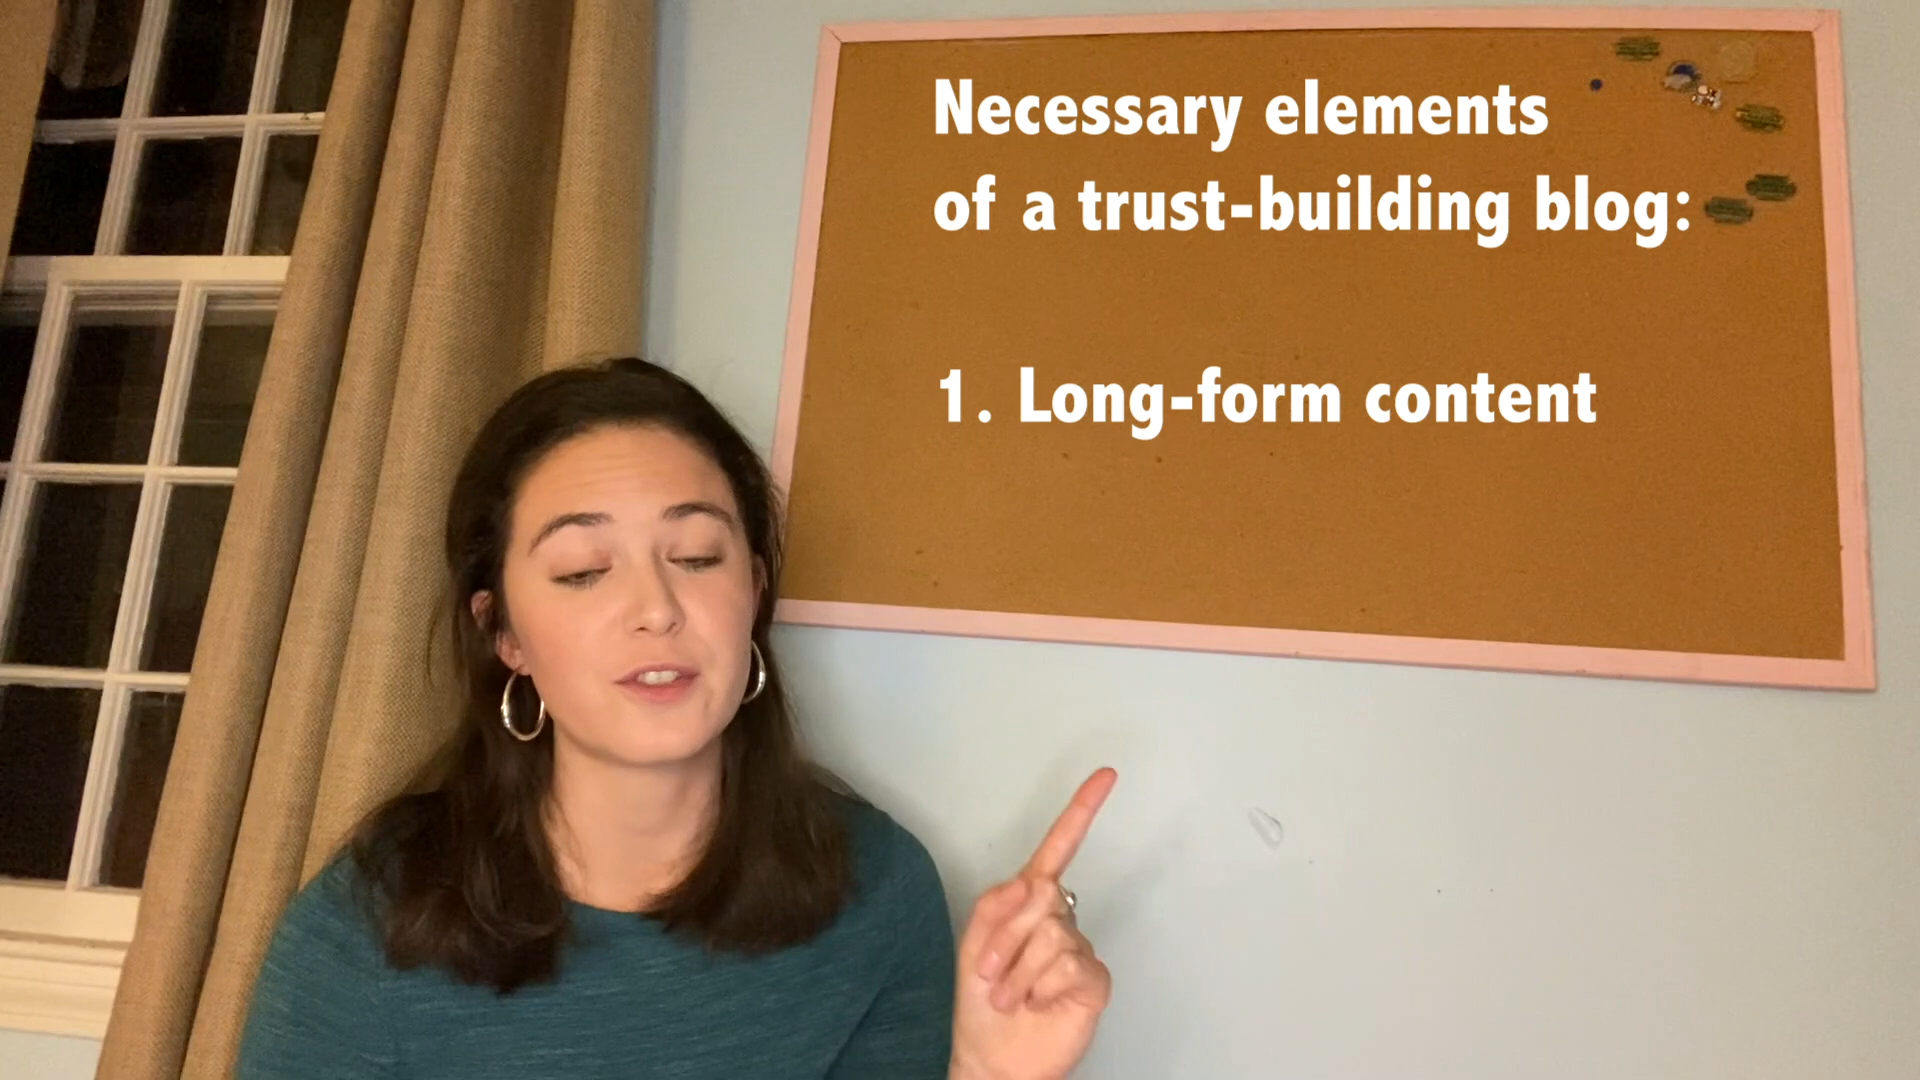 Necessary elements
of a trust-building blog:
1. Long-form content